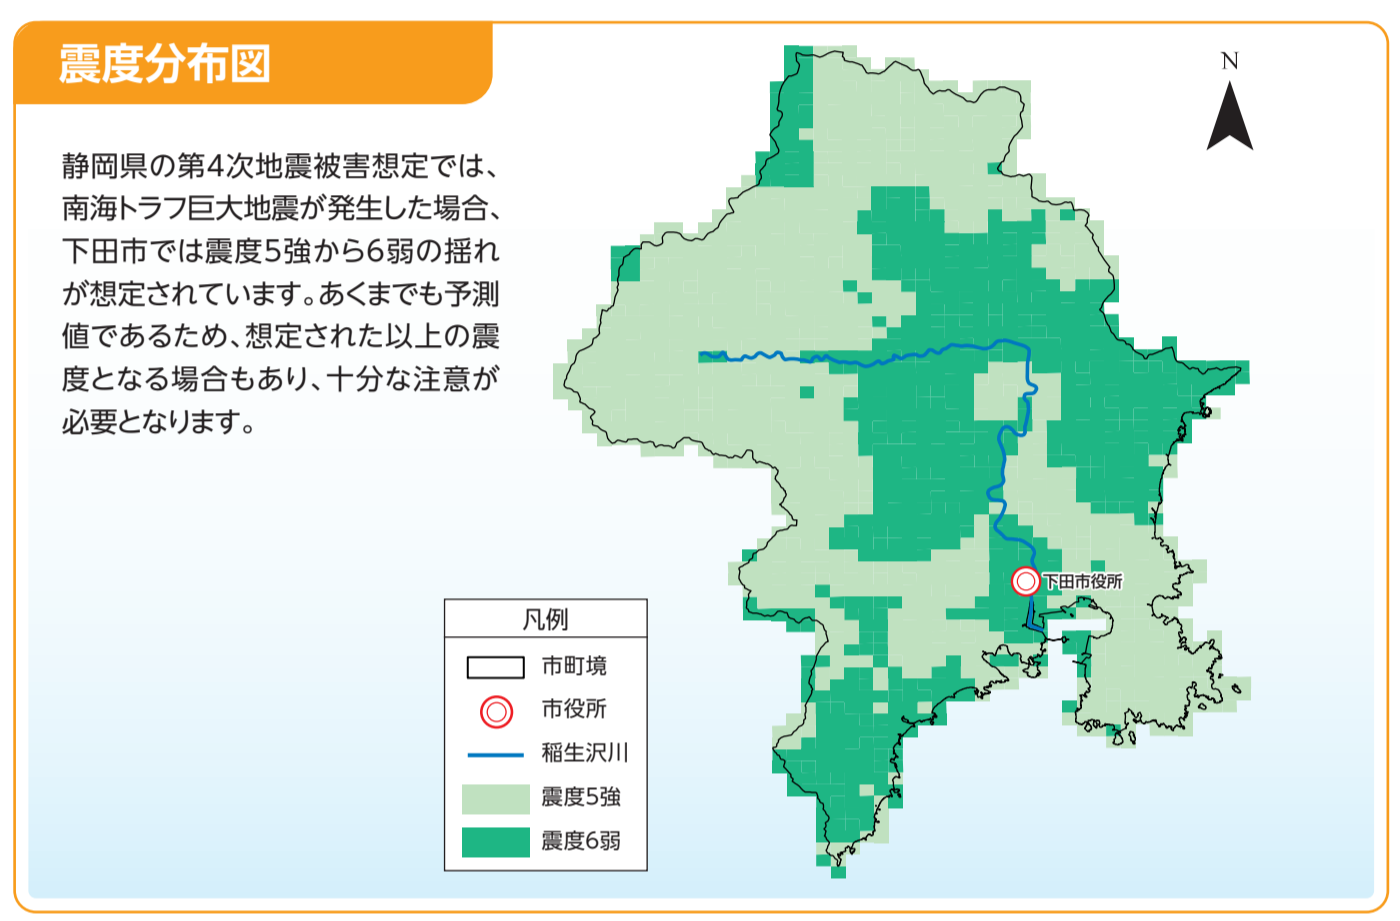 震度分布図
静岡県の第4次地震被害想定では、
南海トラフ巨大地震が発生した場合、
下田市では震度5強から6弱の揺れ
が想定されています。あくまでも予測
値であるため、想定された以上の震
度となる場合もあり、十分な注意が
必要となります。
N
下田市役所
凡例
市町境
市役所
稲生沢川
震度5強
震度6弱